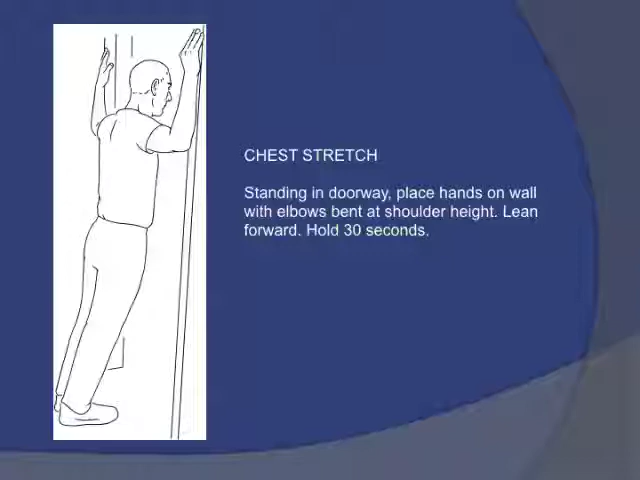 CHEST STRETCH
Standing in doorway, place hands on wall
with elbows bent at shoulder height. Lean
forward. Hold 30 seconds.